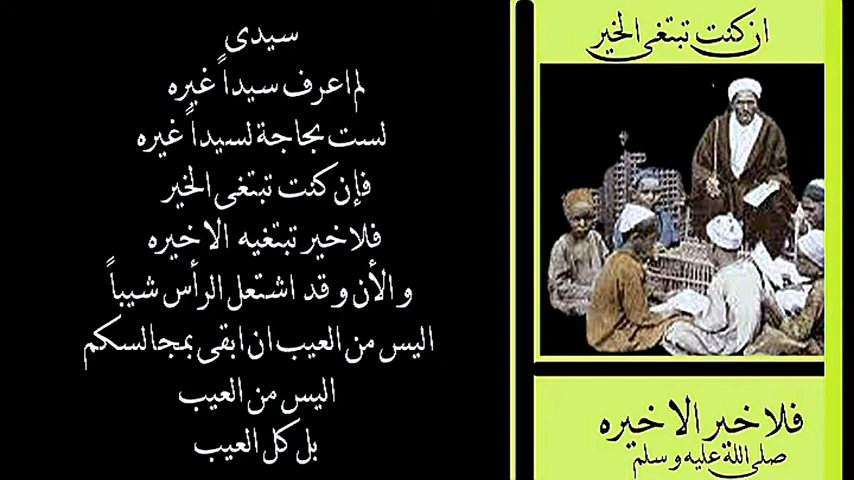 ان كنت تبتغى الخير
فلا خير الا خيره
صلى الله عليه وسلم
سيدى
لم اعرف سيداً غيره
لست بحاجة لسيداً غيره
فإن كنت تبتغى الخير
فلا خير تبتغيه الا خيره
و الأن و قد اشتعل الرأس شيباً
اليس من العيب ان ابقى بمجالسكم
اليس من العيب
بل كل العيب